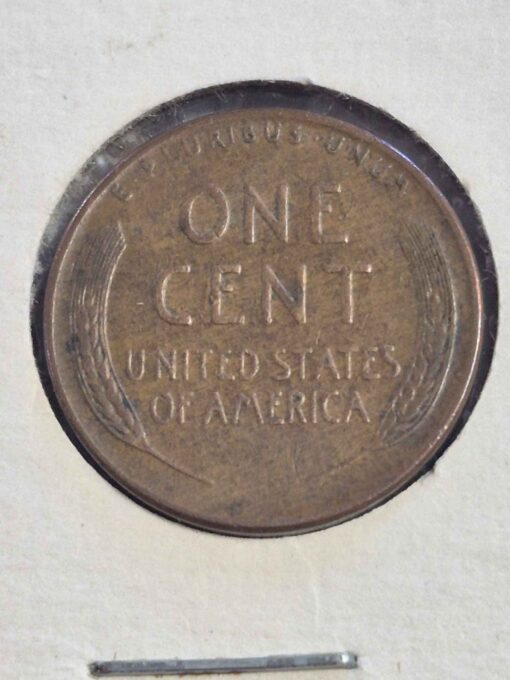 E·PLURIBUS·UNUM
ONE
CENT
UNITED STATES
OF AMERICA